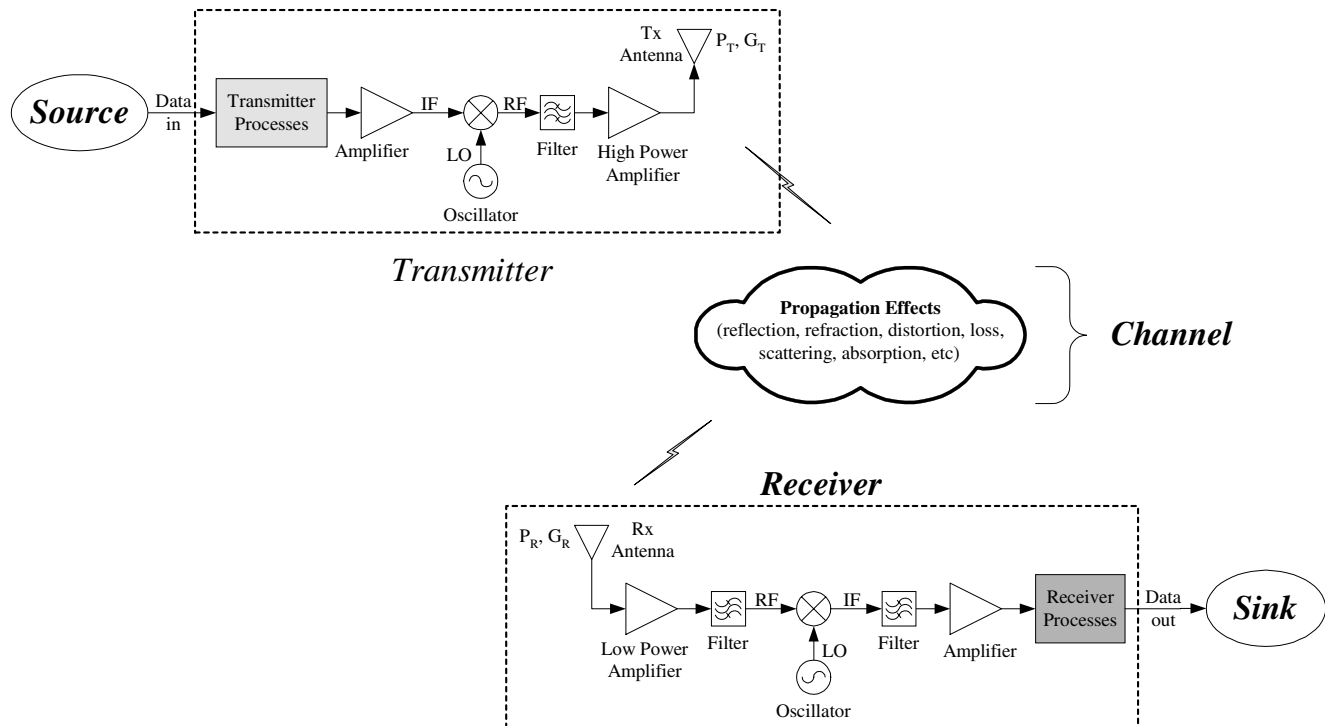 Tx
Antenna
P_T, G_T
Source
Data
in
Transmitter
Processes
IF
RF
Amplifier
LO
Filter
High Power
Amplifier
Oscillator
Transmitter
Propagation Effects
(reflection, refraction, distortion, loss,
scattering, absorption, etc)
Channel
Receiver
P_R, G_R
Rx
Antenna
RF
IF
Receiver
Processes
Data
out
Sink
Low Power
Amplifier
Filter
LO
Filter
Amplifier
Oscillator